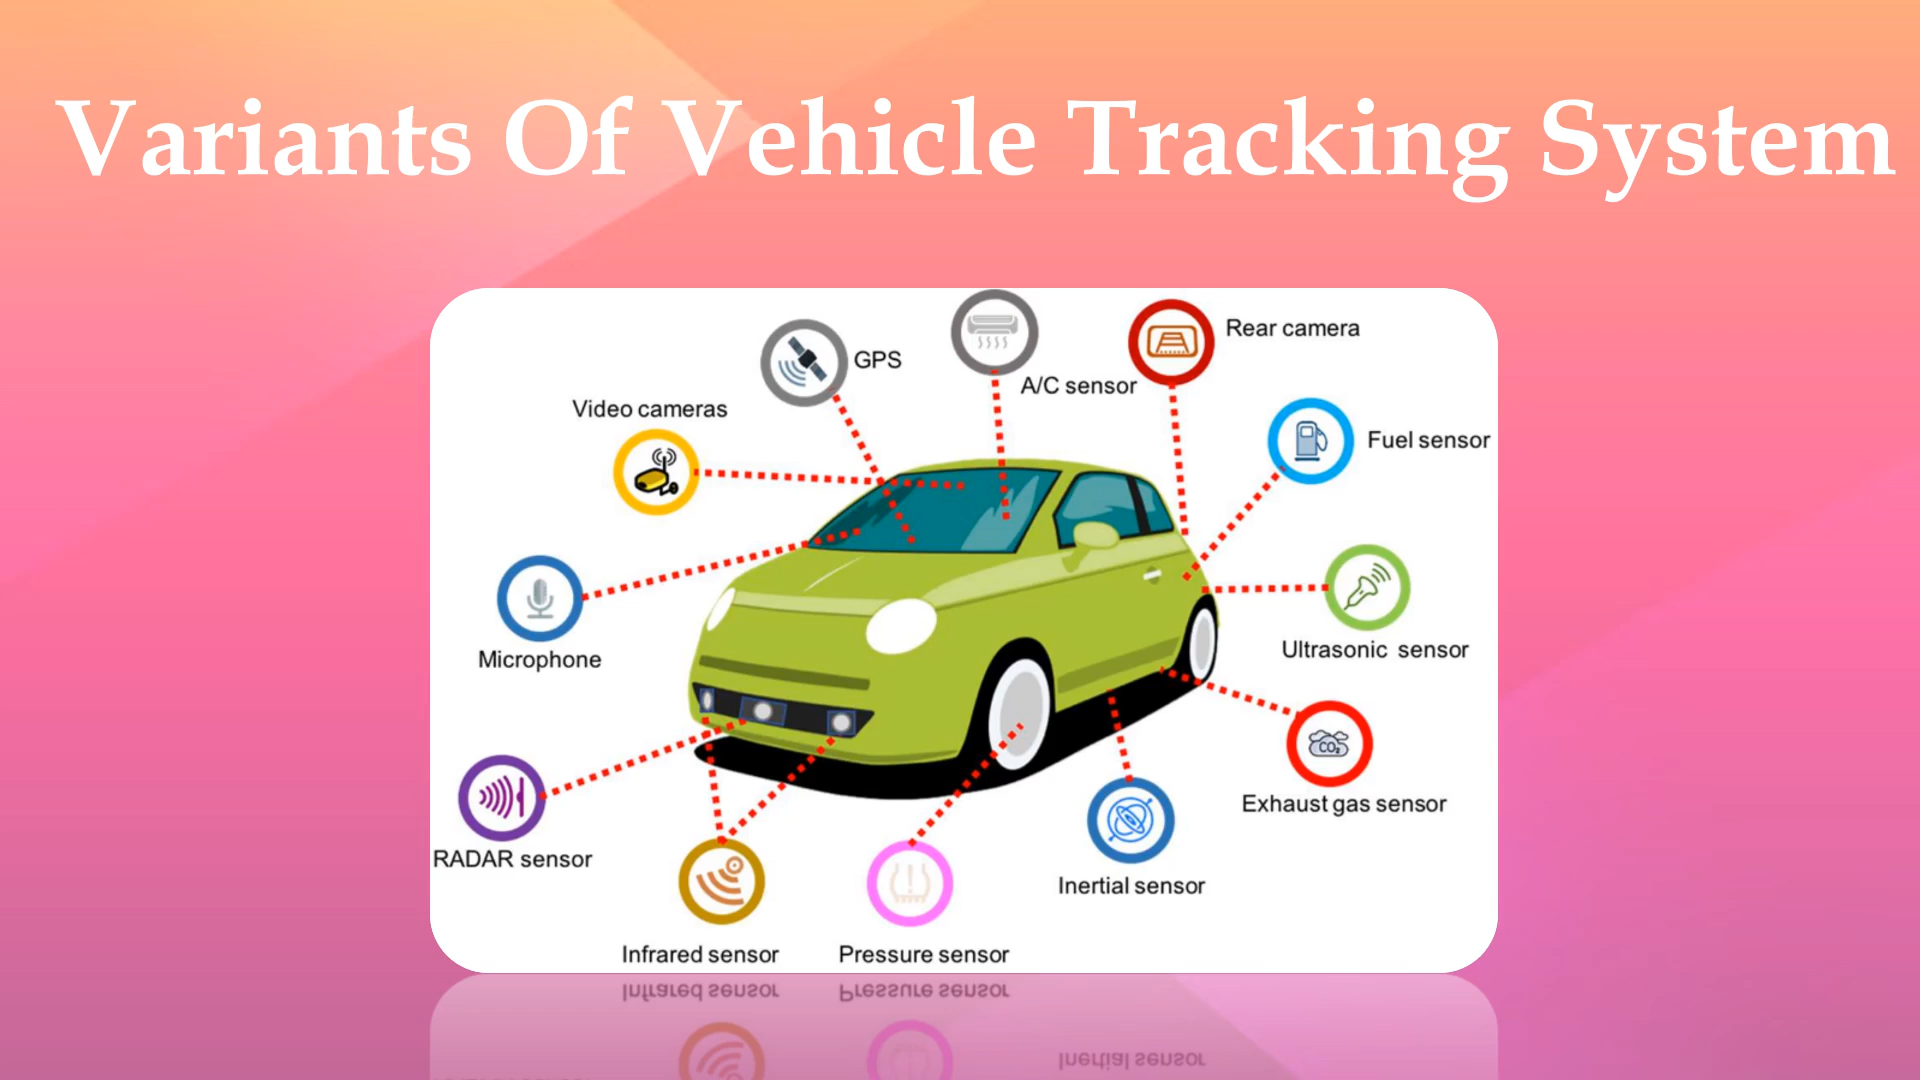 Variants Of Vehicle Tracking System
Rear camera
GPS
A/C sensor
Video cameras
Fuel sensor
Ultrasonic sensor
Microphone
CO₂
Exhaust gas sensor
RADAR sensor
Inertial sensor
Infrared sensor
Pressure sensor